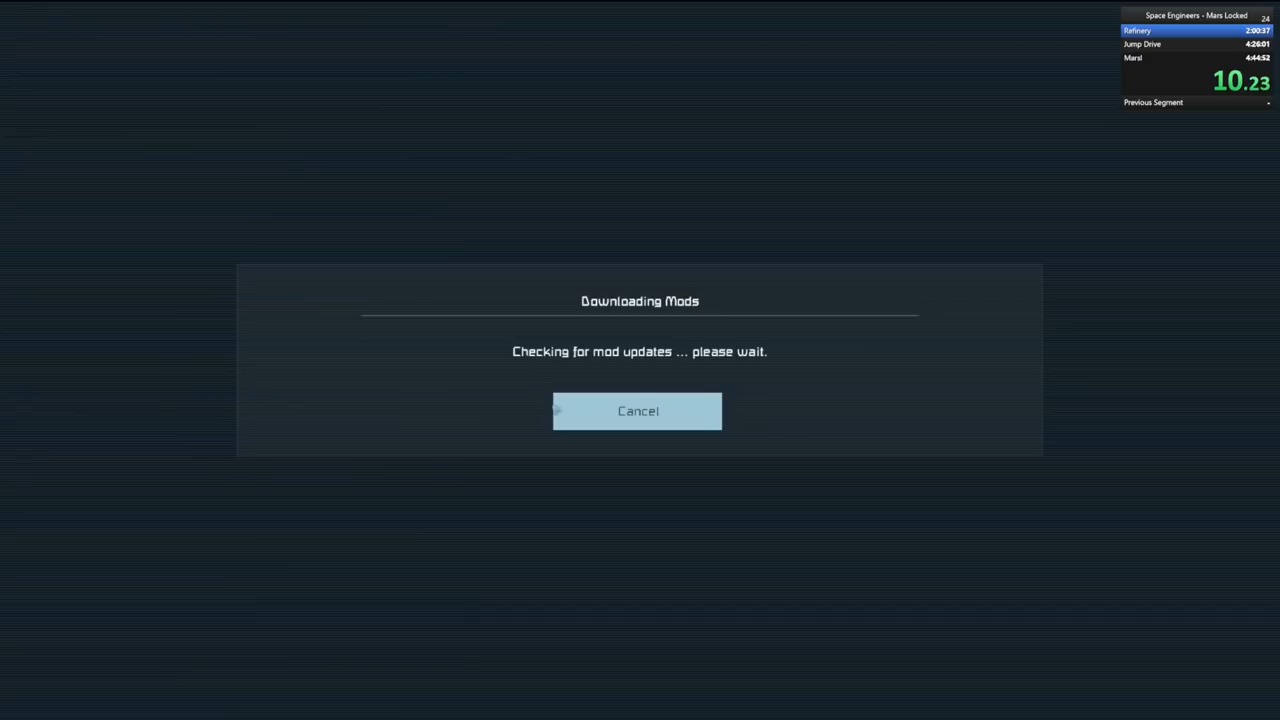 Space Engineers - Mars Locked 24
Refinery 2:00:37
Jump Drive 4:26:01
Mars! 4:44:52
10.23
Previous Segment -
Downloading Mods
Checking for mod updates ... please wait.
Cancel